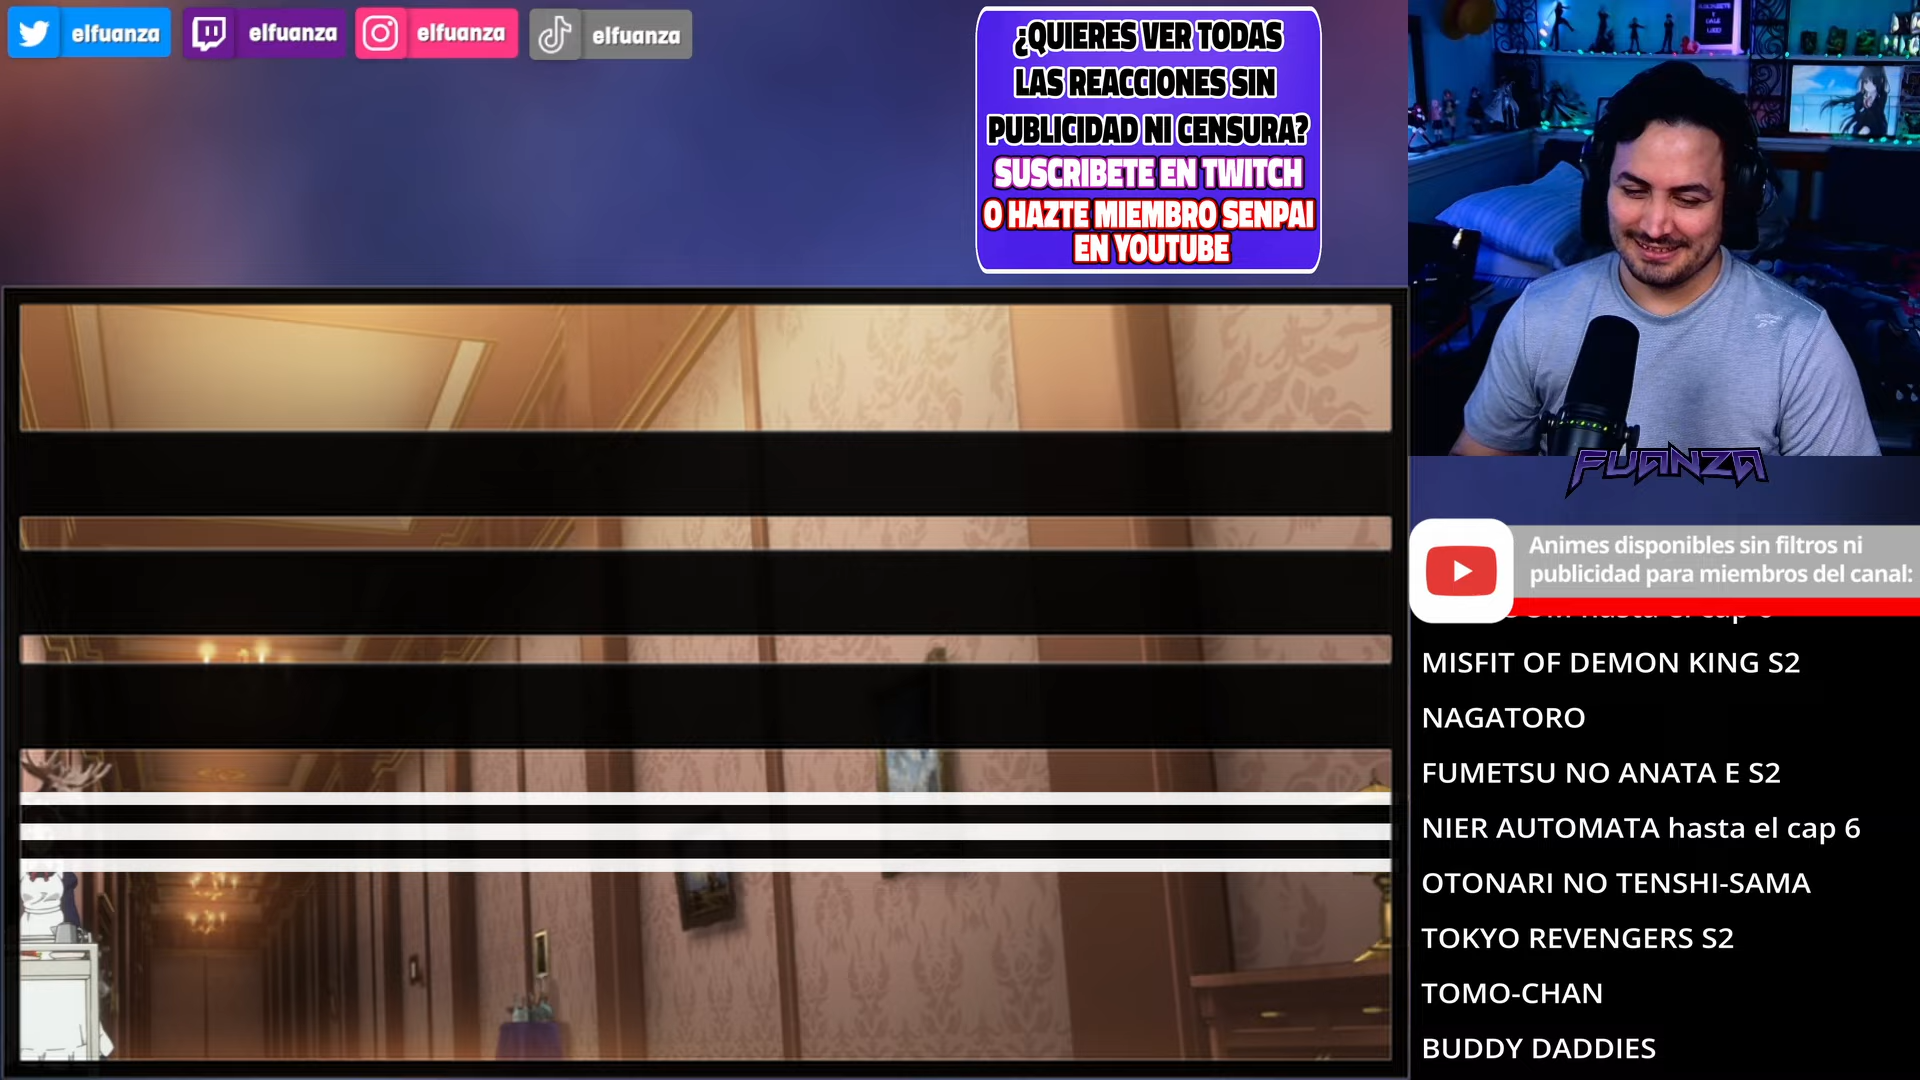 elfuanza
elfuanza
elfuanza
elfuanza
¿QUIERES VER TODAS
LAS REACCIONES SIN
PUBLICIDAD NI CENSURA?
SUSCRIBETE EN TWITCH
O HAZTE MIEMBRO SENPAI
EN YOUTUBE
FUANZA
Animes disponibles sin filtros ni
publicidad para miembros del canal:
MISFIT OF DEMON KING S2
NAGATORO
FUMETSU NO ANATA E S2
NIER AUTOMATA hasta el cap 6
OTONARI NO TENSHI-SAMA
TOKYO REVENGERS S2
TOMO-CHAN
BUDDY DADDIES